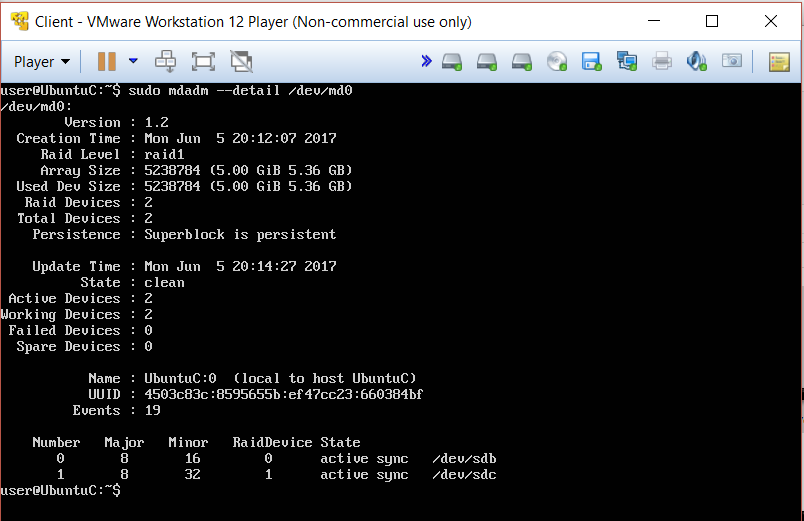 Client - VMware Workstation 12 Player (Non-commercial use only)
Player
user@UbuntuC:~$ sudo mdadm --detail /dev/md0
/dev/md0:
Version : 1.2
Creation Time : Mon Jun  5 20:12:07 2017
Raid Level : raid1
Array Size : 5238784 (5.00 GiB 5.36 GB)
Used Dev Size : 5238784 (5.00 GiB 5.36 GB)
Raid Devices : 2
Total Devices : 2
Persistence : Superblock is persistent
Update Time : Mon Jun  5 20:14:27 2017
State : clean
Active Devices : 2
Working Devices : 2
Failed Devices : 0
Spare Devices : 0
Name : UbuntuC:0  (local to host UbuntuC)
UUID : 4503c83c:8595655b:ef47cc23:660384bf
Events : 19
Number   Major   Minor   RaidDevice State
0       8       16        0      active sync   /dev/sdb
1       8       32        1      active sync   /dev/sdc
user@UbuntuC:~$